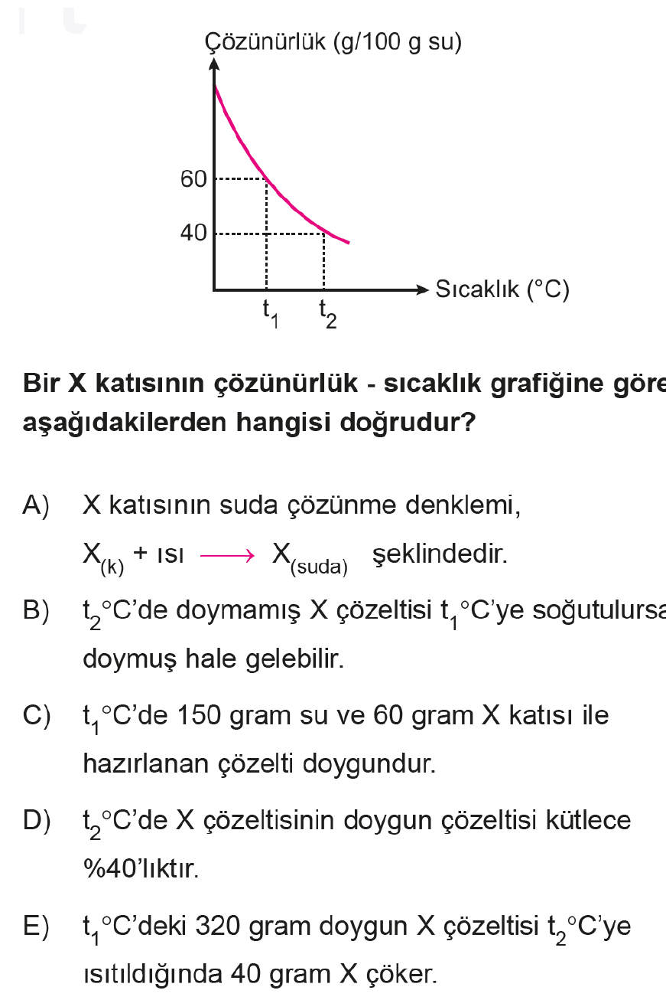 Çözünürlük (g/100 g su)
60
40
Sıcaklık (°C)
t₁ t₂
Bir X katısının çözünürlük - sıcaklık grafiğine göre
aşağıdakilerden hangisi doğrudur?
A) X katısının suda çözünme denklemi,
X(k) + ısı ⟶ X(suda) şeklindedir.
B) t₂°C’de doymamış X çözeltisi t₁°C’ye soğutulursa
doymuş hale gelebilir.
C) t₁°C’de 150 gram su ve 60 gram X katısı ile
hazırlanan çözelti doygundur.
D) t₂°C’de X çözeltisinin doygun çözeltisi kütlece
%40’lıktır.
E) t₁°C’deki 320 gram doygun X çözeltisi t₂°C’ye
ısıtıldığında 40 gram X çöker.